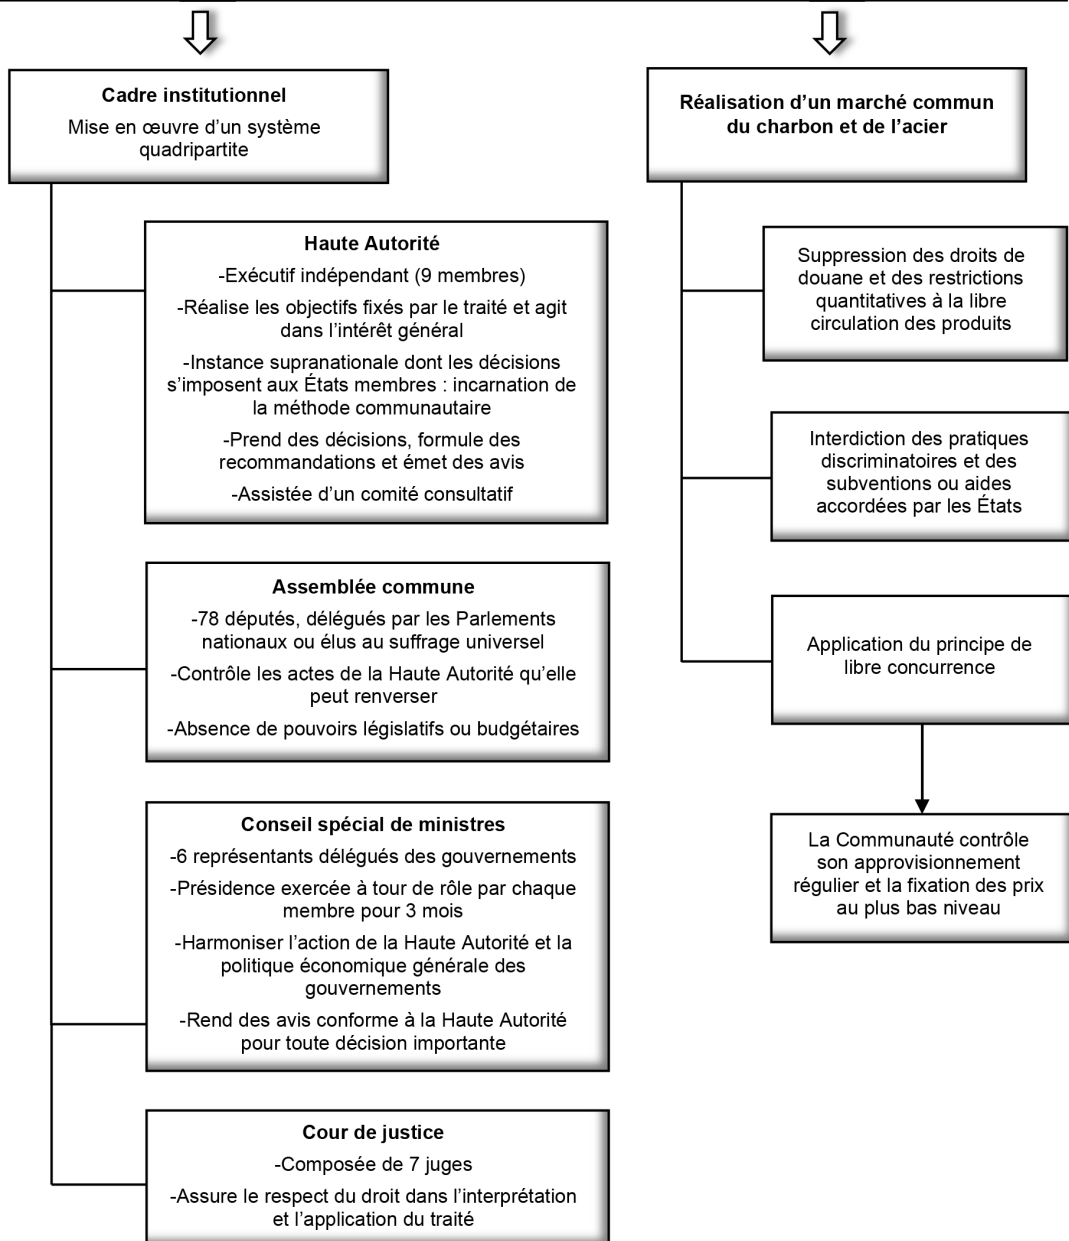 Cadre institutionnel
Mise en œuvre d’un système
quadripartite
Haute Autorité
-Exécutif indépendant (9 membres)
-Réalise les objectifs fixés par le traité et agit
dans l’intérêt général
-Instance supranationale dont les décisions
s’imposent aux États membres : incarnation de
la méthode communautaire
-Prend des décisions, formule des
recommandations et émet des avis
-Assistée d’un comité consultatif
Assemblée commune
-78 députés, délégués par les Parlements
nationaux ou élus au suffrage universel
-Contrôle les actes de la Haute Autorité qu’elle
peut renverser
-Absence de pouvoirs législatifs ou budgétaires
Conseil spécial de ministres
-6 représentants délégués des gouvernements
-Présidence exercée à tour de rôle par chaque
membre pour 3 mois
-Harmoniser l’action de la Haute Autorité et la
politique économique générale des
gouvernements
-Rend des avis conforme à la Haute Autorité
pour toute décision importante
Cour de justice
-Composée de 7 juges
-Assure le respect du droit dans l’interprétation
et l’application du traité
Réalisation d’un marché commun
du charbon et de l’acier
Suppression des droits de
douane et des restrictions
quantitatives à la libre
circulation des produits
Interdiction des pratiques
discriminatoires et des
subventions ou aides
accordées par les États
Application du principe de
libre concurrence
La Communauté contrôle
son approvisionnement
régulier et la fixation des prix
au plus bas niveau